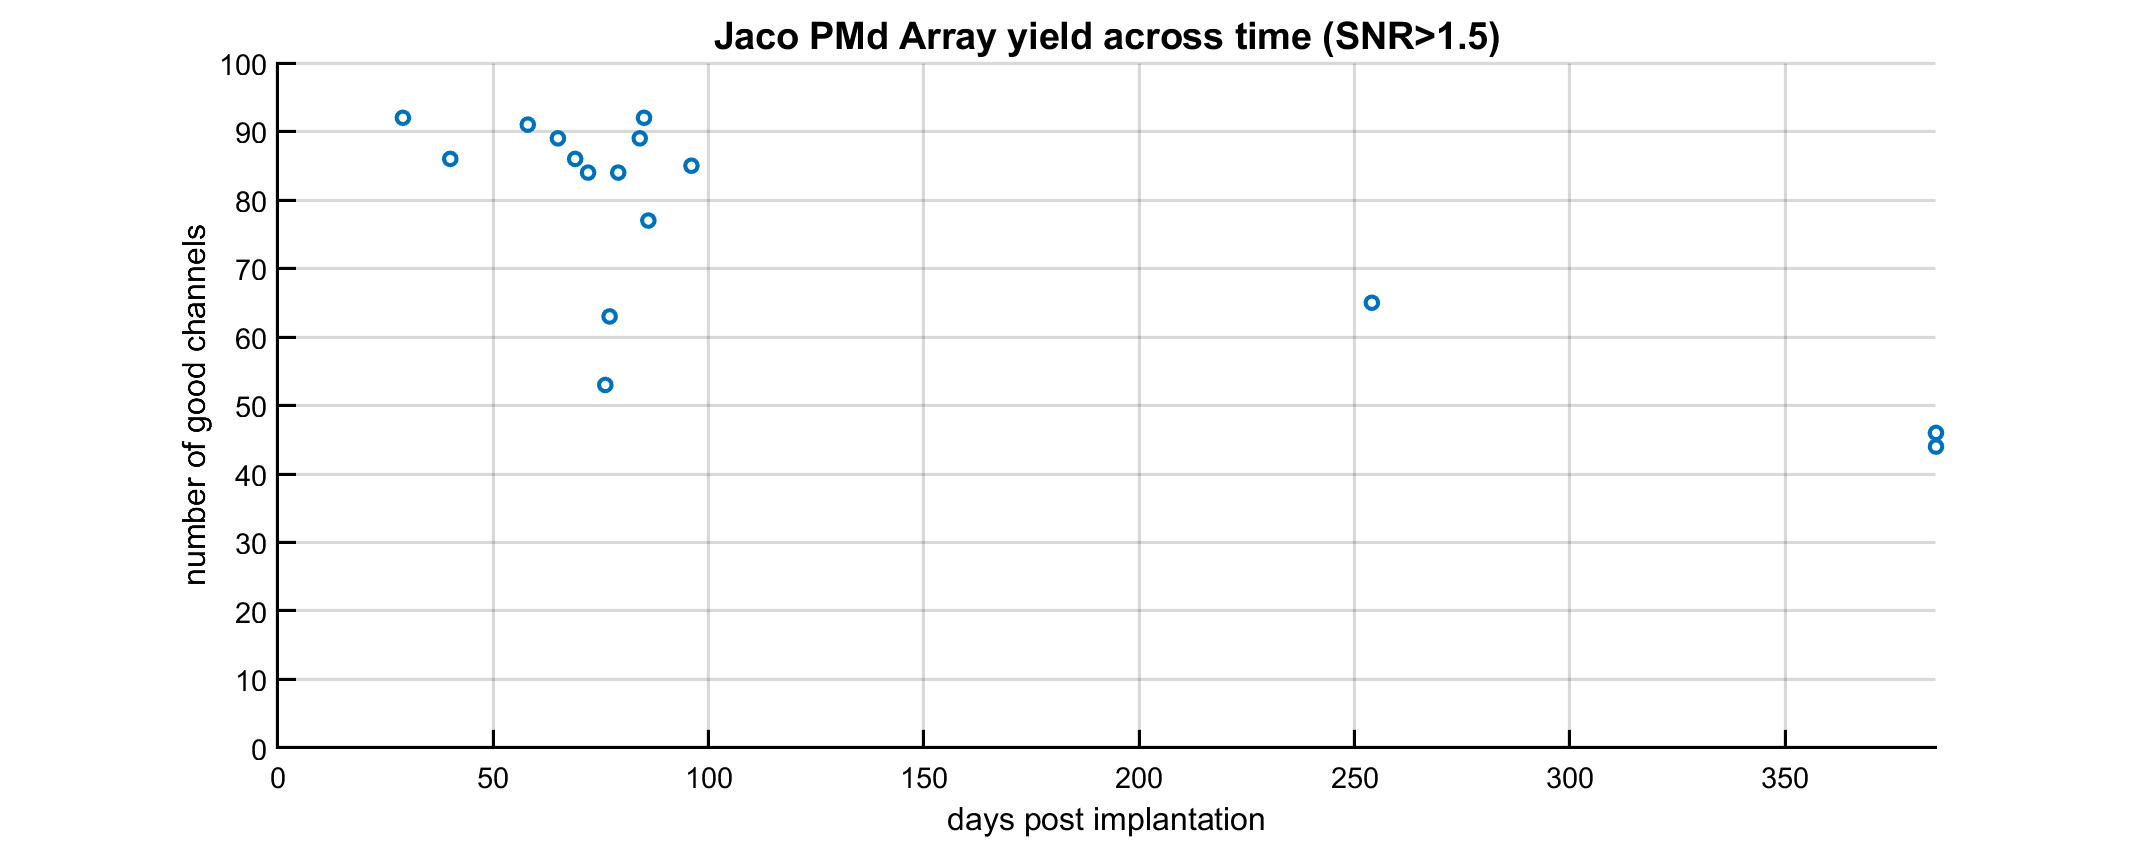 Jaco PMd Array yield across time (SNR>1.5)
number of good channels
100
90
80
70
60
50
40
30
20
10
0
0 50 100 150 200 250 300 350
days post implantation